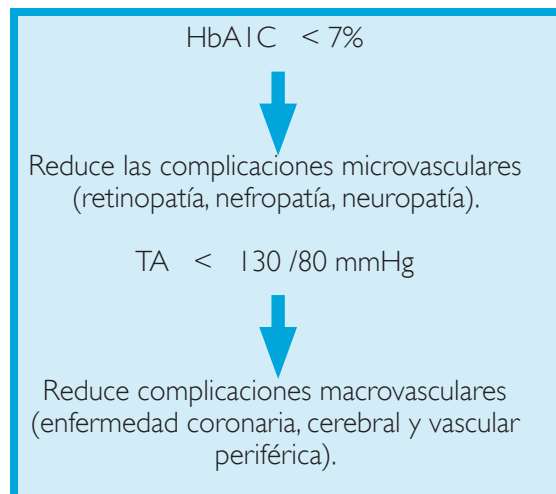 HbA1C < 7%
Reduce las complicaciones microvasculares
(retinopatía, nefropatía, neuropatía).
TA < 130 /80 mmHg
Reduce complicaciones macrovasculares
(enfermedad coronaria, cerebral y vascular
periférica).